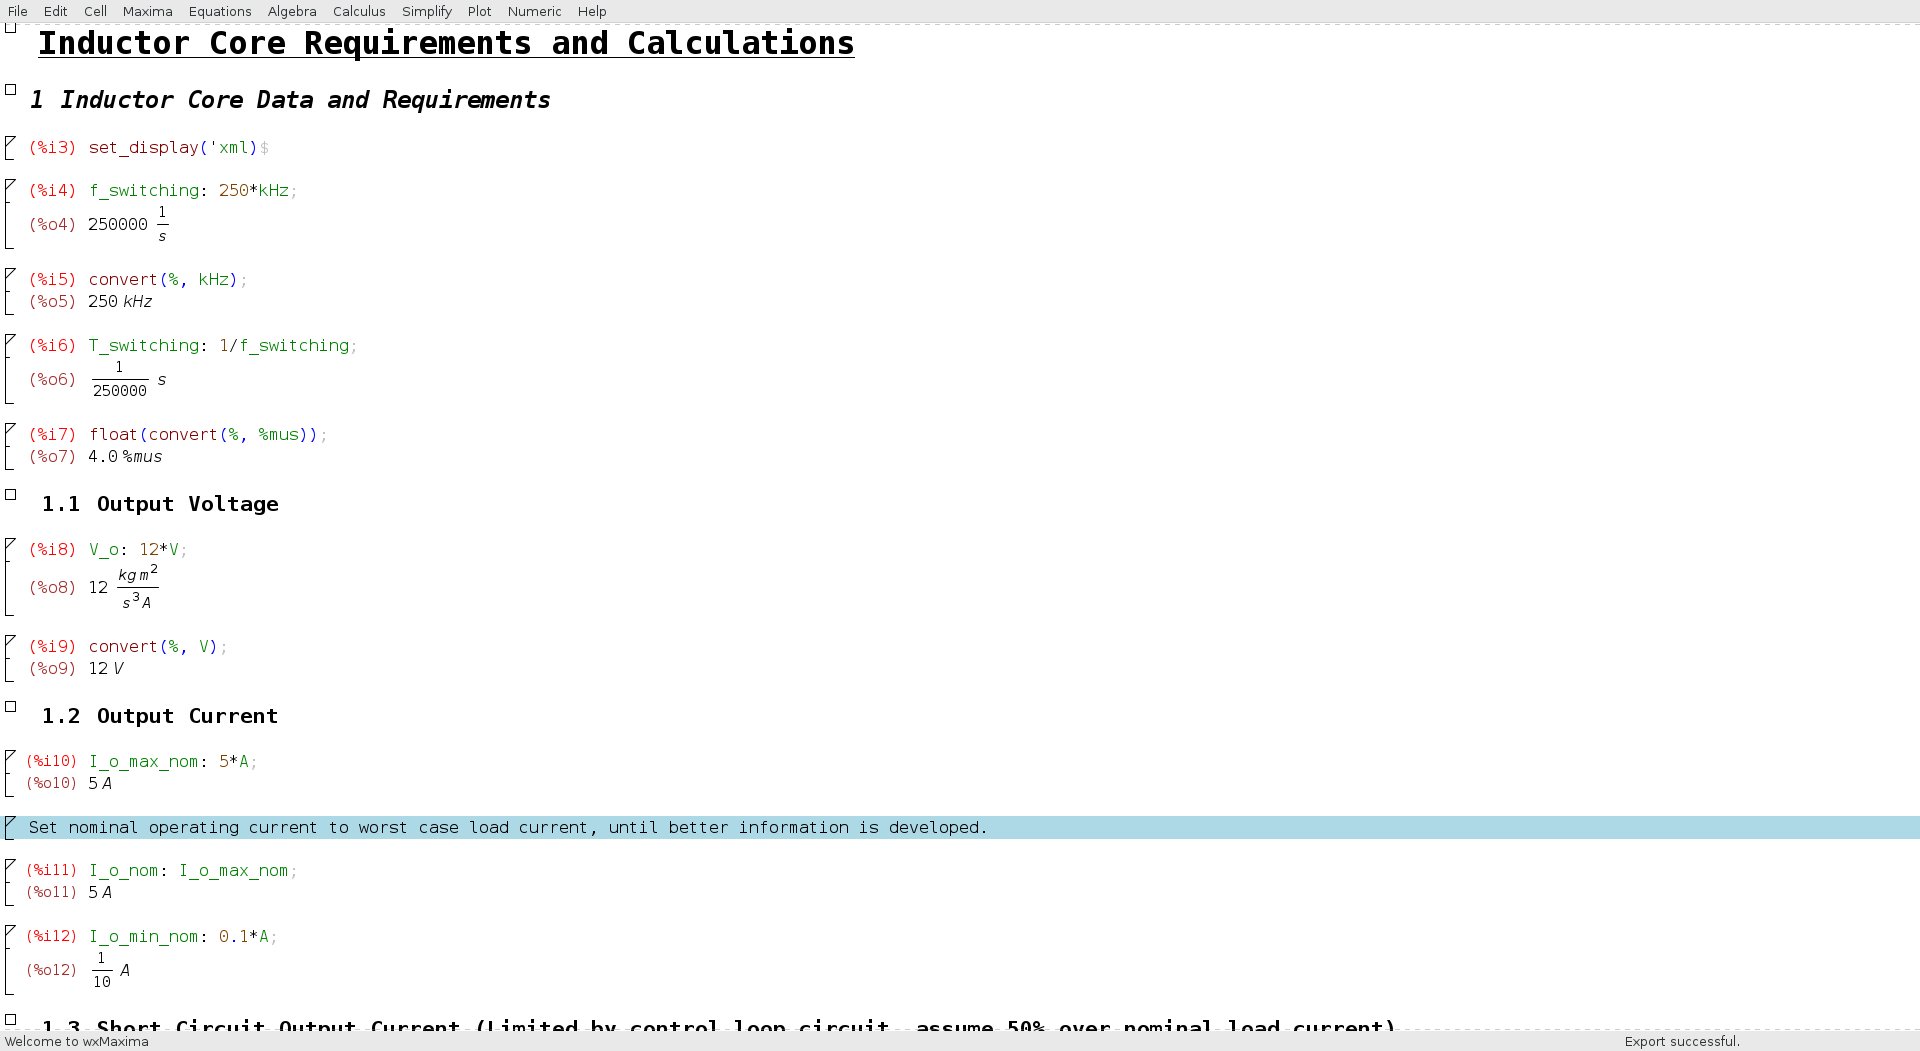 File Edit Cell Maxima Equations Algebra Calculus Simplify Plot Numeric Help
Inductor Core Requirements and Calculations
1 Inductor Core Data and Requirements
(%i3) set_display('xml)$
(%i4) f_switching: 250*kHz;
(%o4) 250000 1/s
(%i5) convert(%, kHz);
(%o5) 250 kHz
(%i6) T_switching: 1/f_switching;
(%o6) 1/250000 s
(%i7) float(convert(%, %mus));
(%o7) 4.0 %mus
1.1 Output Voltage
(%i8) V_o: 12*V;
(%o8) 12 kg m^2/s^3 A
(%i9) convert(%, V);
(%o9) 12 V
1.2 Output Current
(%i10) I_o_max_nom: 5*A;
(%o10) 5 A
Set nominal operating current to worst case load current, until better information is developed.
(%i11) I_o_nom: I_o_max_nom;
(%o11) 5 A
(%i12) I_o_min_nom: 0.1*A;
(%o12) 1/10 A
1.3 Short Circuit Output Current (Limited by control loop circuit, assume 50% over nominal load current)
Welcome to wxMaxima Export successful.